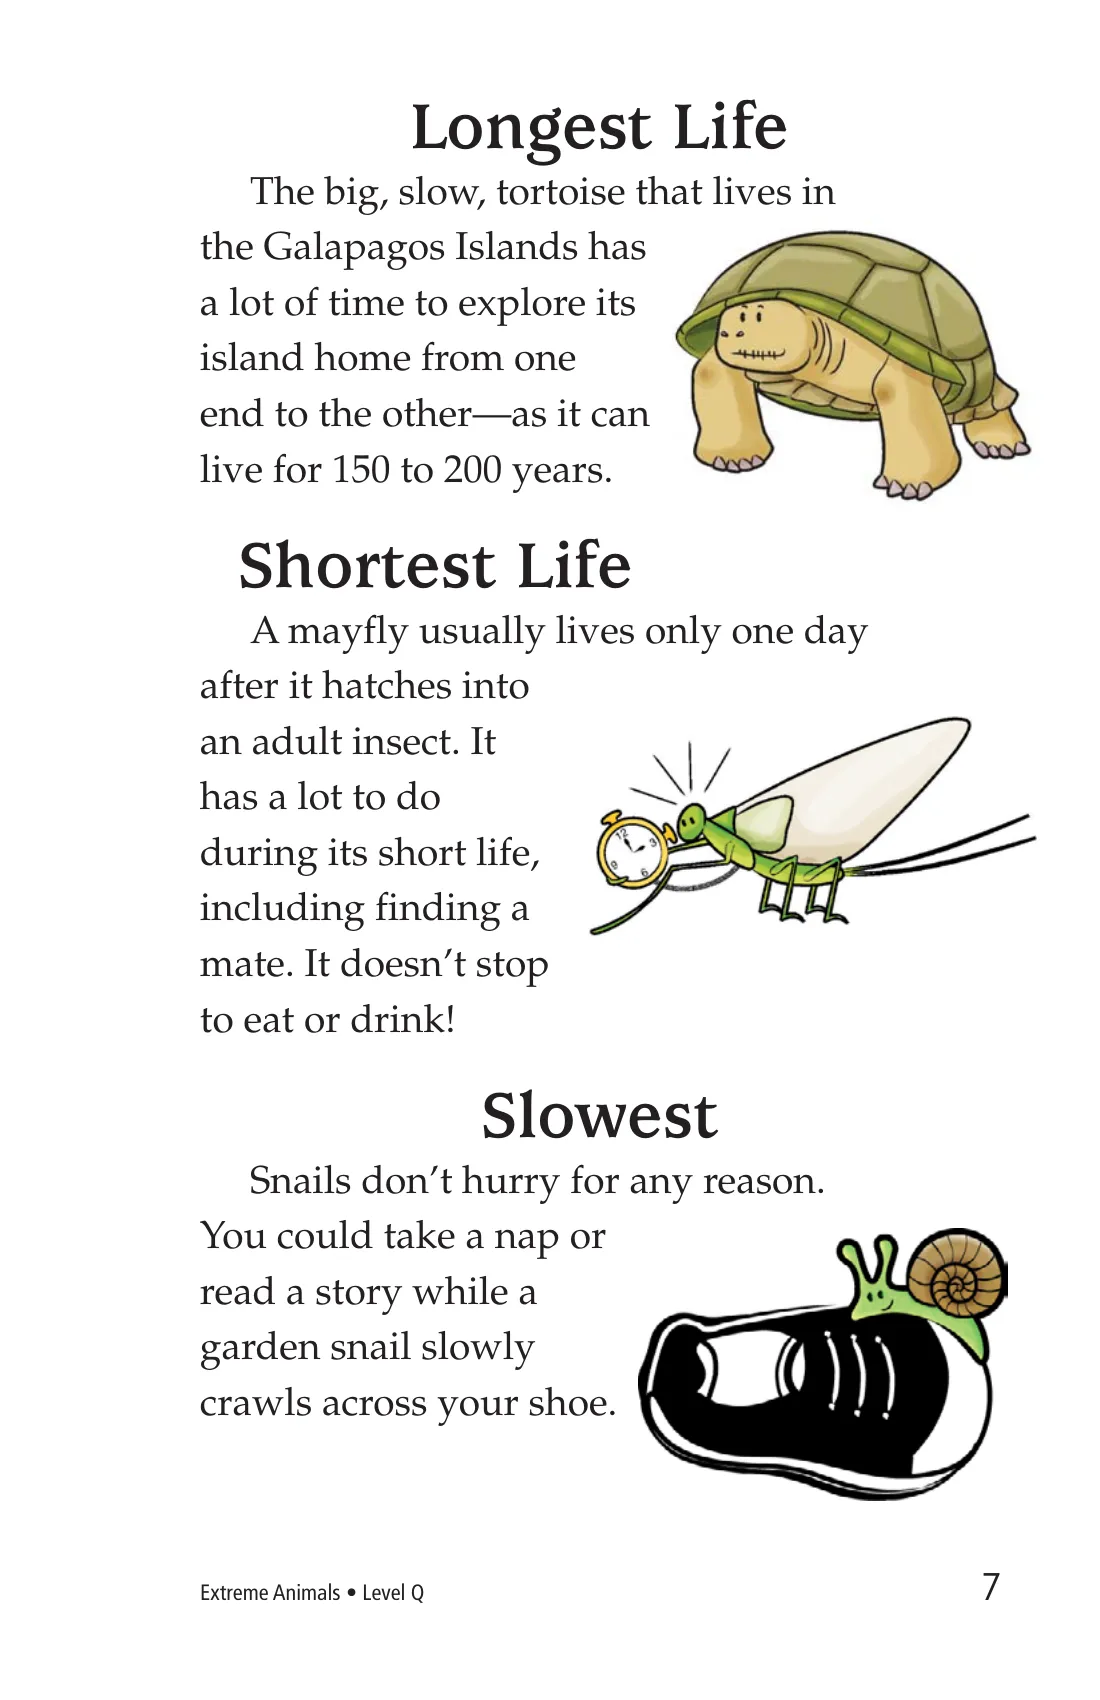 Longest Life
The big, slow, tortoise that lives in
the Galapagos Islands has
a lot of time to explore its
island home from one
end to the other—as it can
live for 150 to 200 years.
Shortest Life
A mayfly usually lives only one day
after it hatches into
an adult insect. It
has a lot to do
during its short life,
including finding a
mate. It doesn’t stop
to eat or drink!
12
3
6
9
Slowest
Snails don’t hurry for any reason.
You could take a nap or
read a story while a
garden snail slowly
crawls across your shoe.
Extreme Animals • Level Q
7